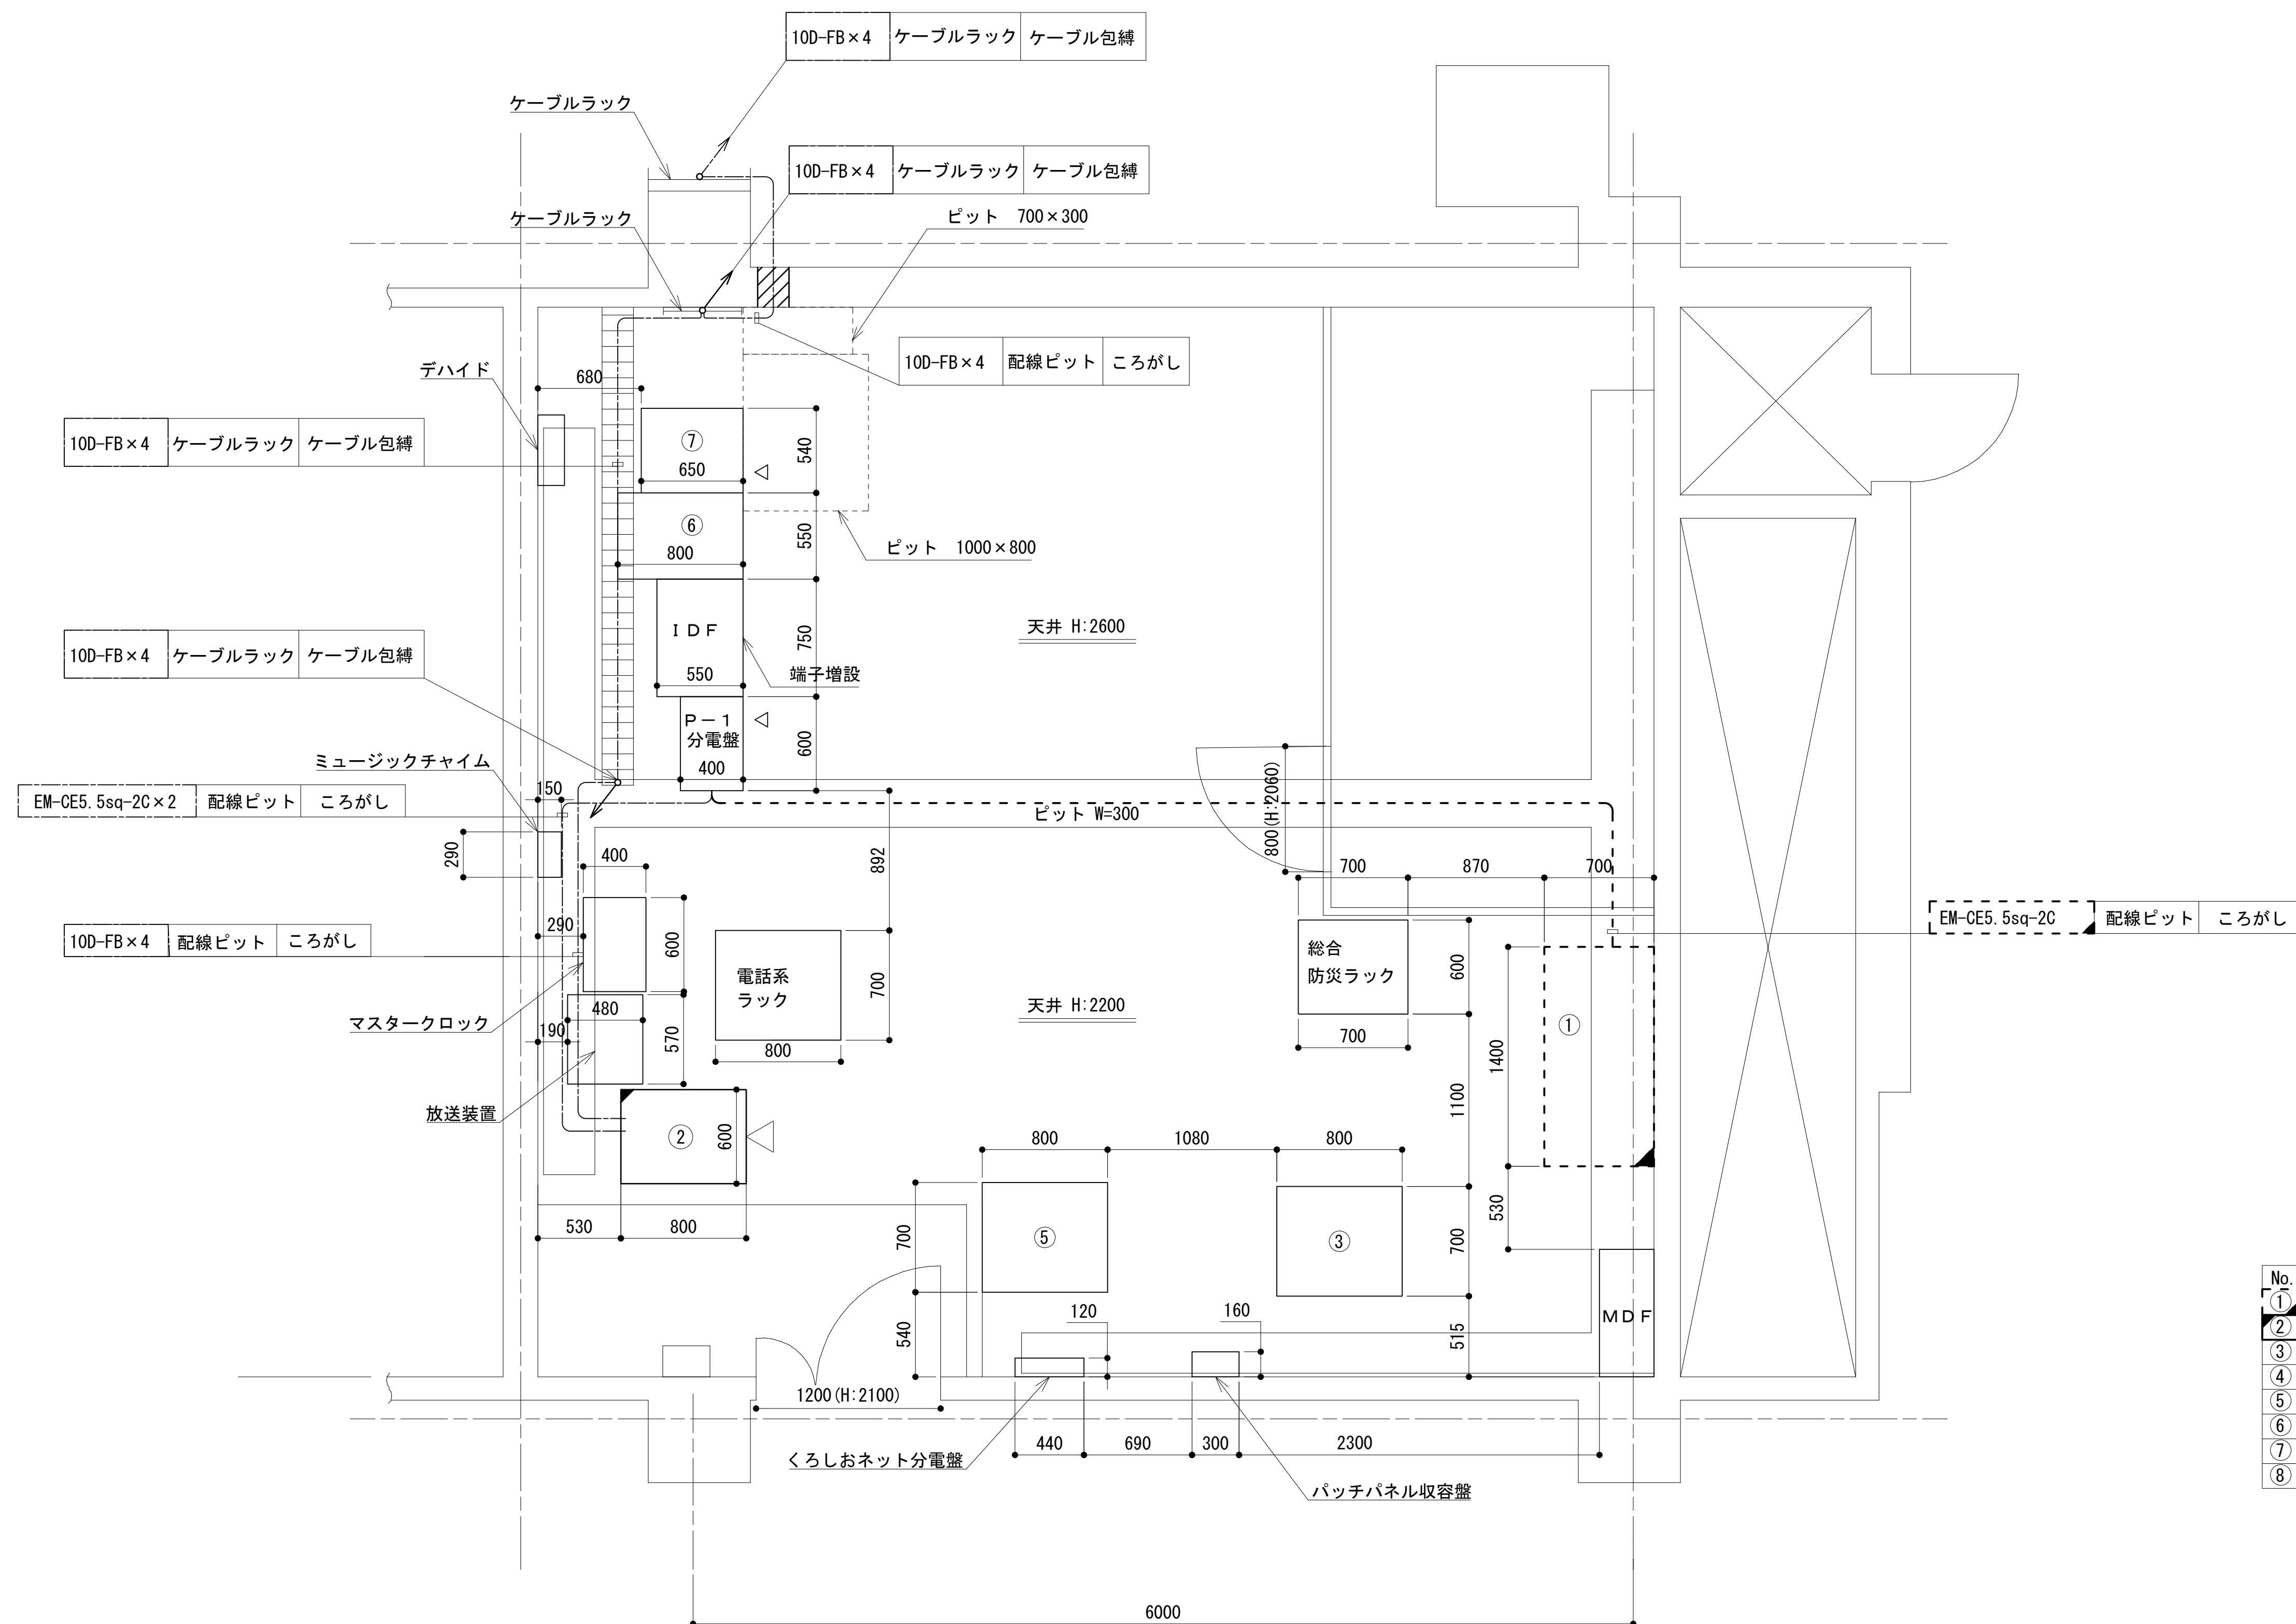 10D-FB×4 ケーブルラック ケーブル包縛
ケーブルラック
10D-FB×4 ケーブルラック ケーブル包縛
ケーブルラック
ピット 700×300
10D-FB×4 配線ピット ころがし
デハイド
680
10D-FB×4 ケーブルラック ケーブル包縛
⑦
650
540
⑥
800
550
ピット 1000×800
IDF
550
750
端子増設
天井 H:2600
10D-FB×4 ケーブルラック ケーブル包縛
P－1
分電盤
400
600
ミュージックチャイム
150
EM-CE5.5sq-2C×2 配線ピット ころがし
ピット W=300
800(H:2060)
290
400
892
700
870
700
10D-FB×4 配線ピット ころがし
290
600
EM-CE5.5sq-2C 配線ピット ころがし
電話系
ラック
700
800
総合
防災ラック
600
700
天井 H:2200
マスタークロック
480
190
570
①
1400
放送装置
②
600
1100
530
800
800
1080
800
530
⑤
700
③
700
540
120
160
515
MDF
1200(H:2100)
440
690
300
2300
くろしおネット分電盤
パッチパネル収容盤
6000
No.
①
②
③
④
⑤
⑥
⑦
⑧